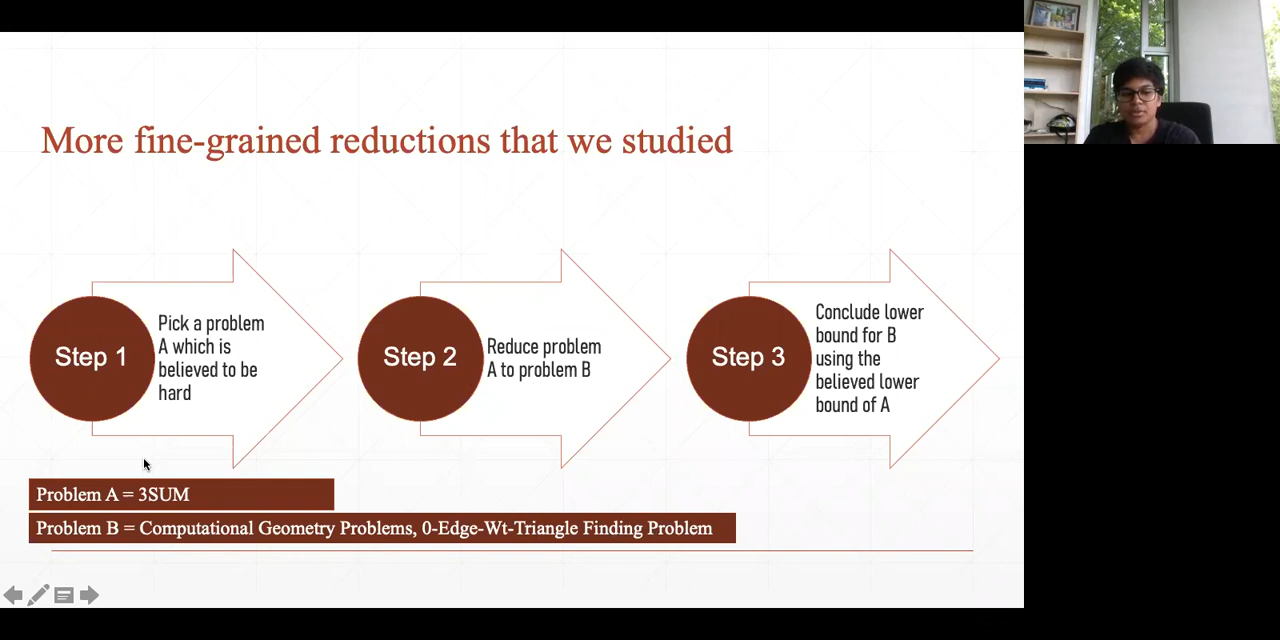 More fine-grained reductions that we studied
Step 1
Pick a problem
A which is
believed to be
hard
Step 2
Reduce problem
A to problem B
Step 3
Conclude lower
bound for B
using the
believed lower
bound of A
Problem A = 3SUM
Problem B = Computational Geometry Problems, 0-Edge-Wt-Triangle Finding Problem